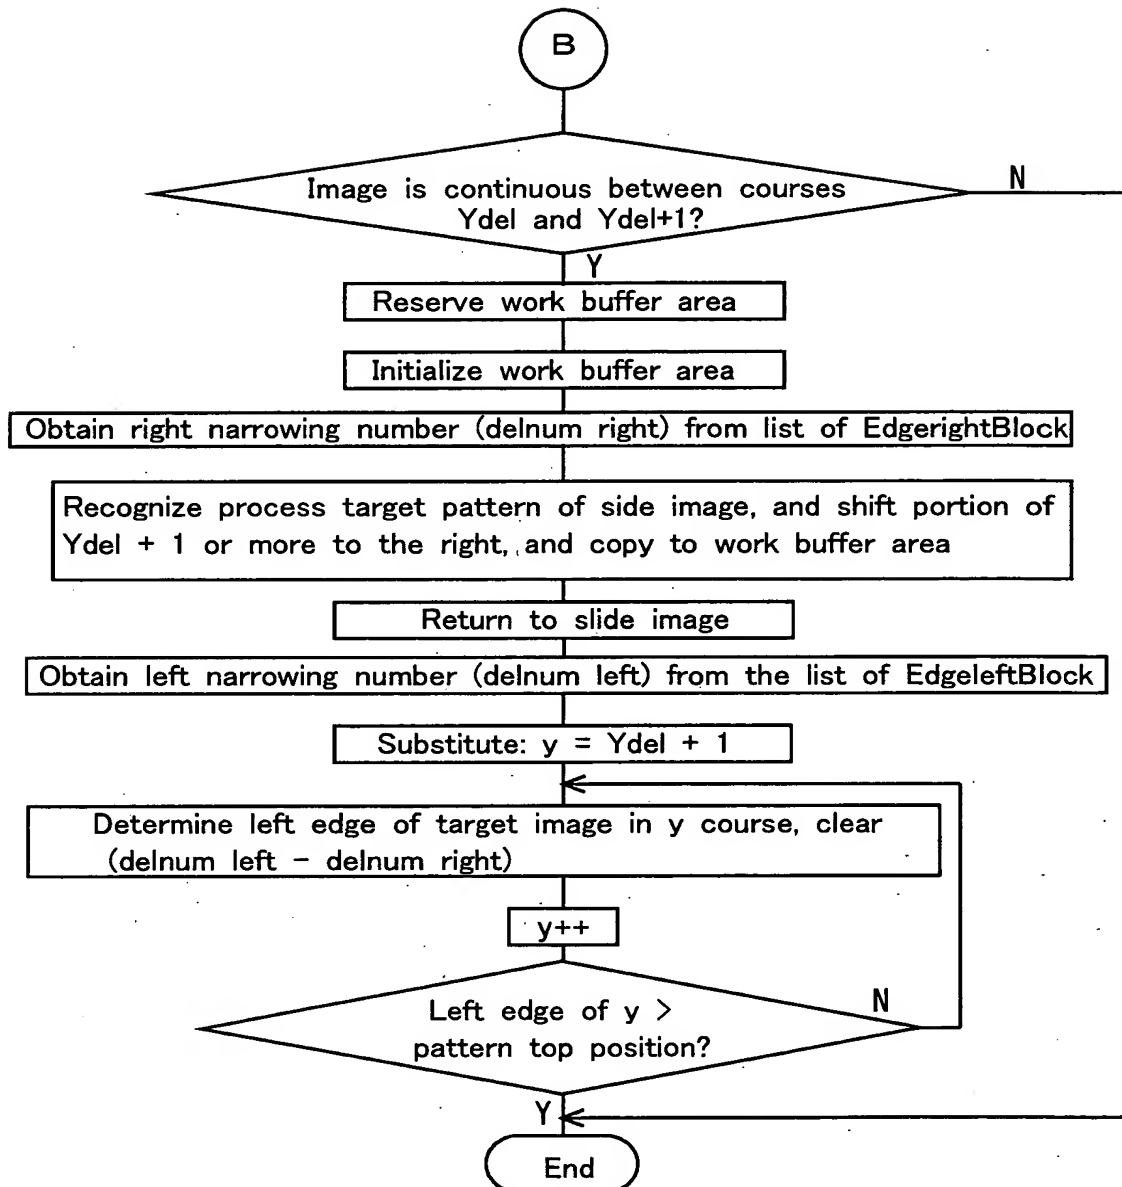 B
Image is continuous between courses
Ydel and Ydel+1?
N
Y
Reserve work buffer area
Initialize work buffer area
Obtain right narrowing number (delnum right) from list of EdgerightBlock
Recognize process target pattern of side image, and shift portion of
Ydel + 1 or more to the right, and copy to work buffer area
Return to slide image
Obtain left narrowing number (delnum left) from the list of EdgeleftBlock
Substitute: y = Ydel + 1
Determine left edge of target image in y course, clear
(delnum left - delnum right)
y++
Left edge of y >
pattern top position?
N
Y
End